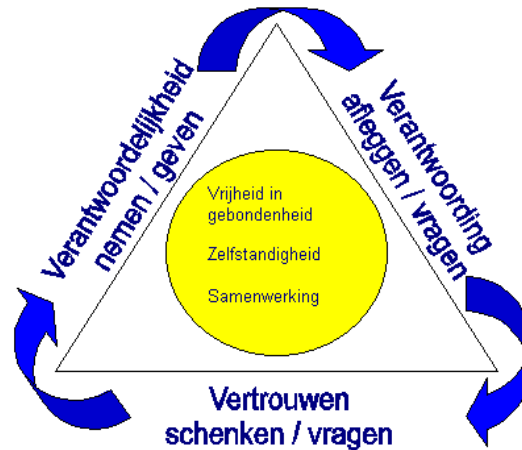 Verantwoordelijkheid
nemen / geven
Verantwoording
afleggen / vragen
Vrijheid in
gebondenheid
Zelfstandigheid
Samenwerking
Vertrouwen
schenken / vragen